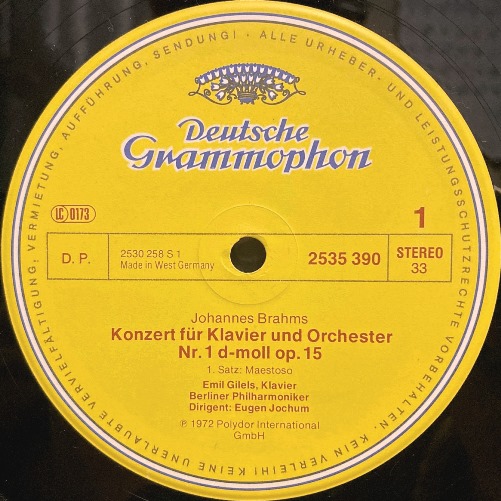 ALLE URHEBER- UND LEISTUNGSSCHUTZRECHTE VORBEHALTEN. KEIN VERLEIH! KEINE UNERLAUBTE VERVIELFÄLTIGUNG, VERMIETUNG, AUFFÜHRUNG, SENDUNG! ·
Deutsche
Grammophon
LC 0173
1
D. P.
2530 258 S 1
Made in West Germany
2535 390
STEREO
33
Johannes Brahms
Konzert für Klavier und Orchester
Nr. 1 d-moll op. 15
1. Satz: Maestoso
Emil Gilels, Klavier
Berliner Philharmoniker
Dirigent: Eugen Jochum
℗ 1972 Polydor International
GmbH